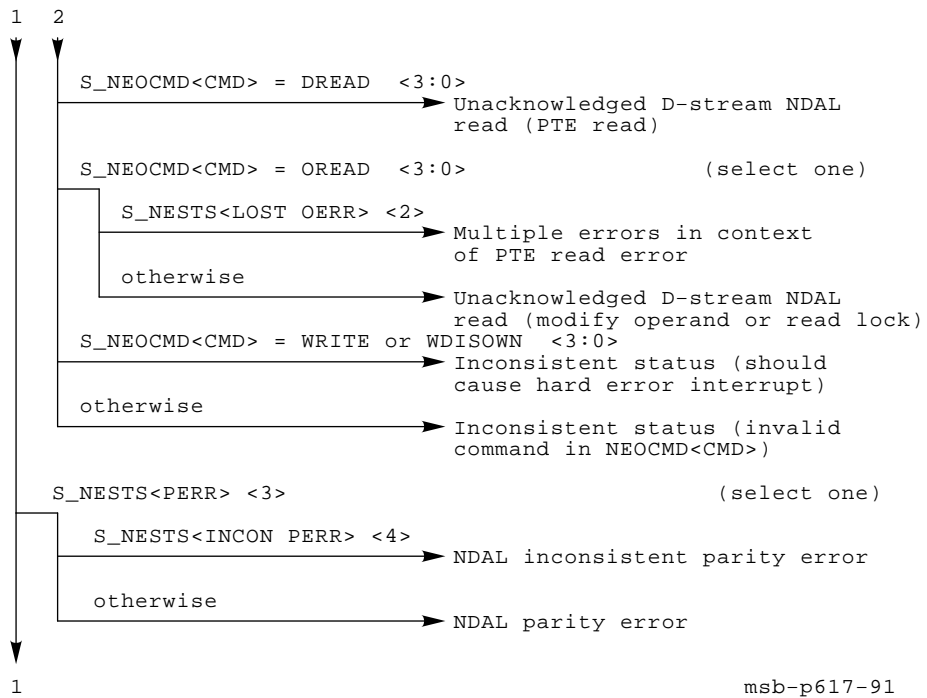 1 2
S_NEOCMD<CMD> = DREAD <3:0>
Unacknowledged D-stream NDAL
read (PTE read)
S_NEOCMD<CMD> = OREAD <3:0> (select one)
S_NESTS<LOST OERR> <2>
Multiple errors in context
of PTE read error
otherwise
Unacknowledged D-stream NDAL
read (modify operand or read lock)
S_NEOCMD<CMD> = WRITE or WDISOWN <3:0>
Inconsistent status (should
cause hard error interrupt)
otherwise
Inconsistent status (invalid
command in NEOCMD<CMD>)
S_NESTS<PERR> <3> (select one)
S_NESTS<INCON PERR> <4>
NDAL inconsistent parity error
otherwise
NDAL parity error
1 msb-p617-91